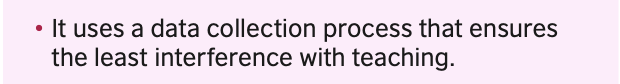 • It uses a data collection process that ensures
the least interference with teaching.